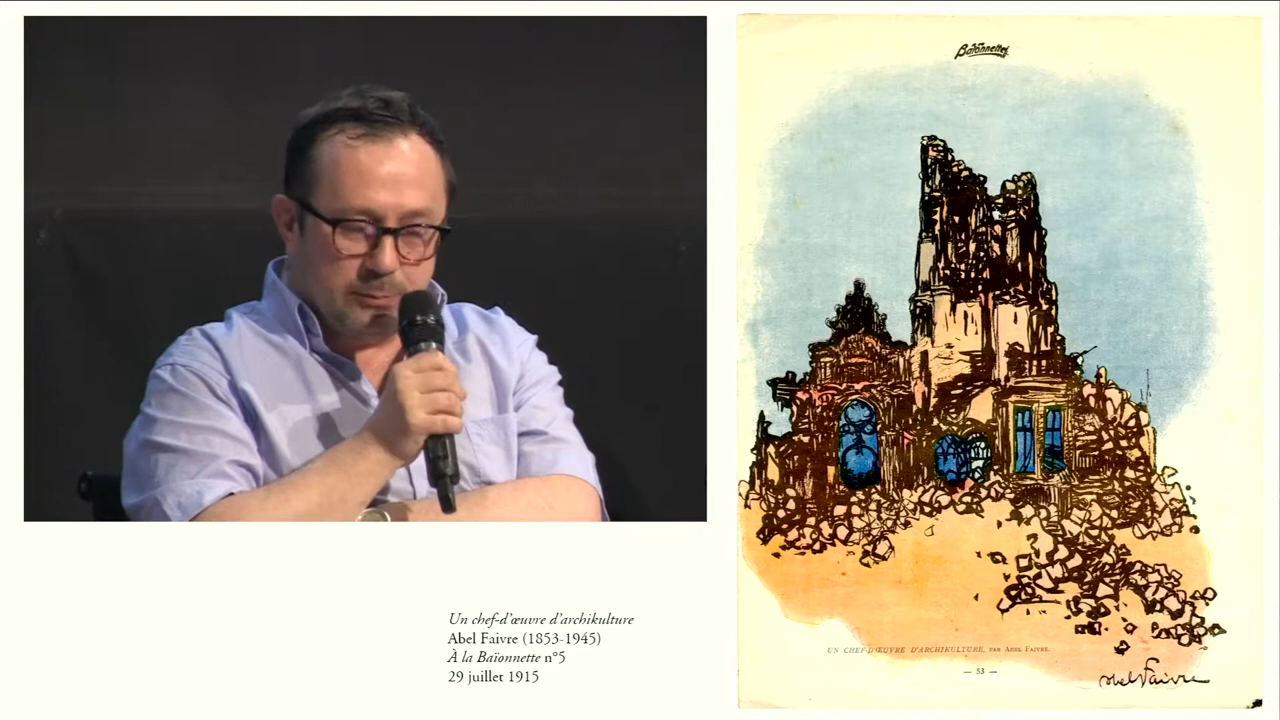 Un chef-d'œuvre d'archikulture
Abel Faivre (1853-1945)
À la Baïonnette n°5
29 juillet 1915
Baïonnette
UN CHEF-D'ŒUVRE D'ARCHIKULTURE, PAR ABEL FAIVRE.
— 53 —
Abel Faivre